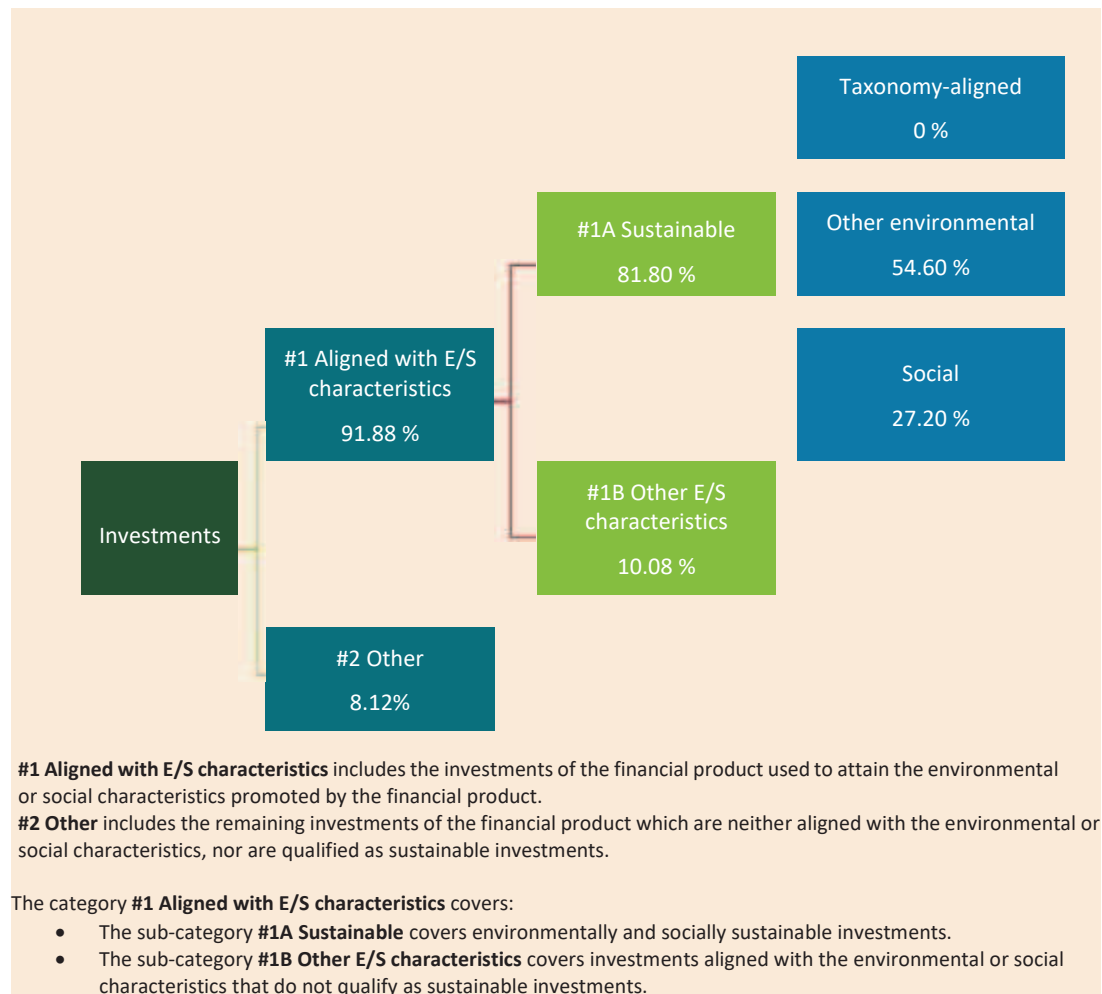 Taxonomy-aligned
0 %
#1A Sustainable
81.80 %
Other environmental
54.60 %
#1 Aligned with E/S
characteristics
91.88 %
Social
27.20 %
Investments
#1B Other E/S
characteristics
10.08 %
#2 Other
8.12%
#1 Aligned with E/S characteristics includes the investments of the financial product used to attain the environmental
or social characteristics promoted by the financial product.
#2 Other includes the remaining investments of the financial product which are neither aligned with the environmental or
social characteristics, nor are qualified as sustainable investments.
The category #1 Aligned with E/S characteristics covers:
• The sub-category #1A Sustainable covers environmentally and socially sustainable investments.
• The sub-category #1B Other E/S characteristics covers investments aligned with the environmental or social
characteristics that do not qualify as sustainable investments.